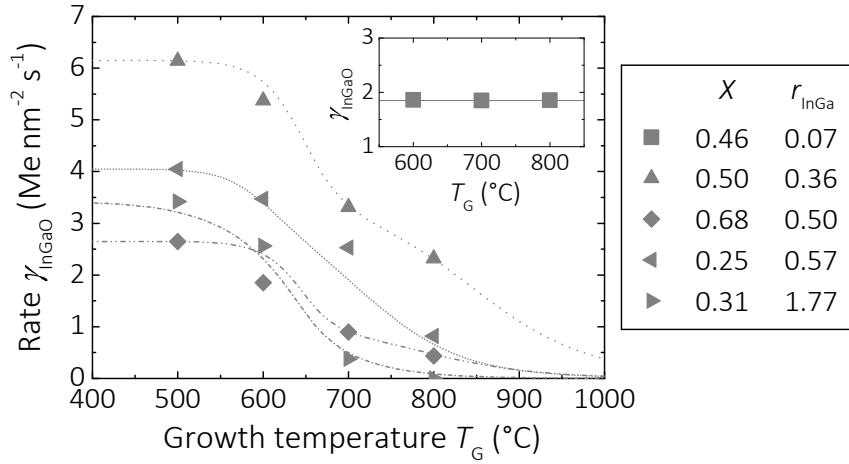 7
6
5
4
3
2
1
0
Rate γInGaO (Me nm⁻² s⁻¹)
400 500 600 700 800 900 1000
Growth temperature TG (°C)
3
2
1
γInGaO
600 700 800
TG (°C)
X rInGa
0.46 0.07
0.50 0.36
0.68 0.50
0.25 0.57
0.31 1.77